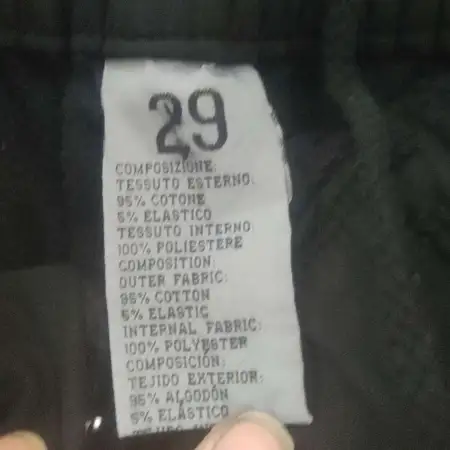 29
COMPOSIZIONE:
TESSUTO ESTERNO:
95% COTONE
5% ELASTICO
TESSUTO INTERNO:
100% POLIESTERE
COMPOSITION:
OUTER FABRIC:
95% COTTON
5% ELASTIC
INTERNAL FABRIC:
100% POLYESTER
COMPOSICIÓN:
TEJIDO EXTERIOR:
95% ALGODÓN
5% ELÁSTICO